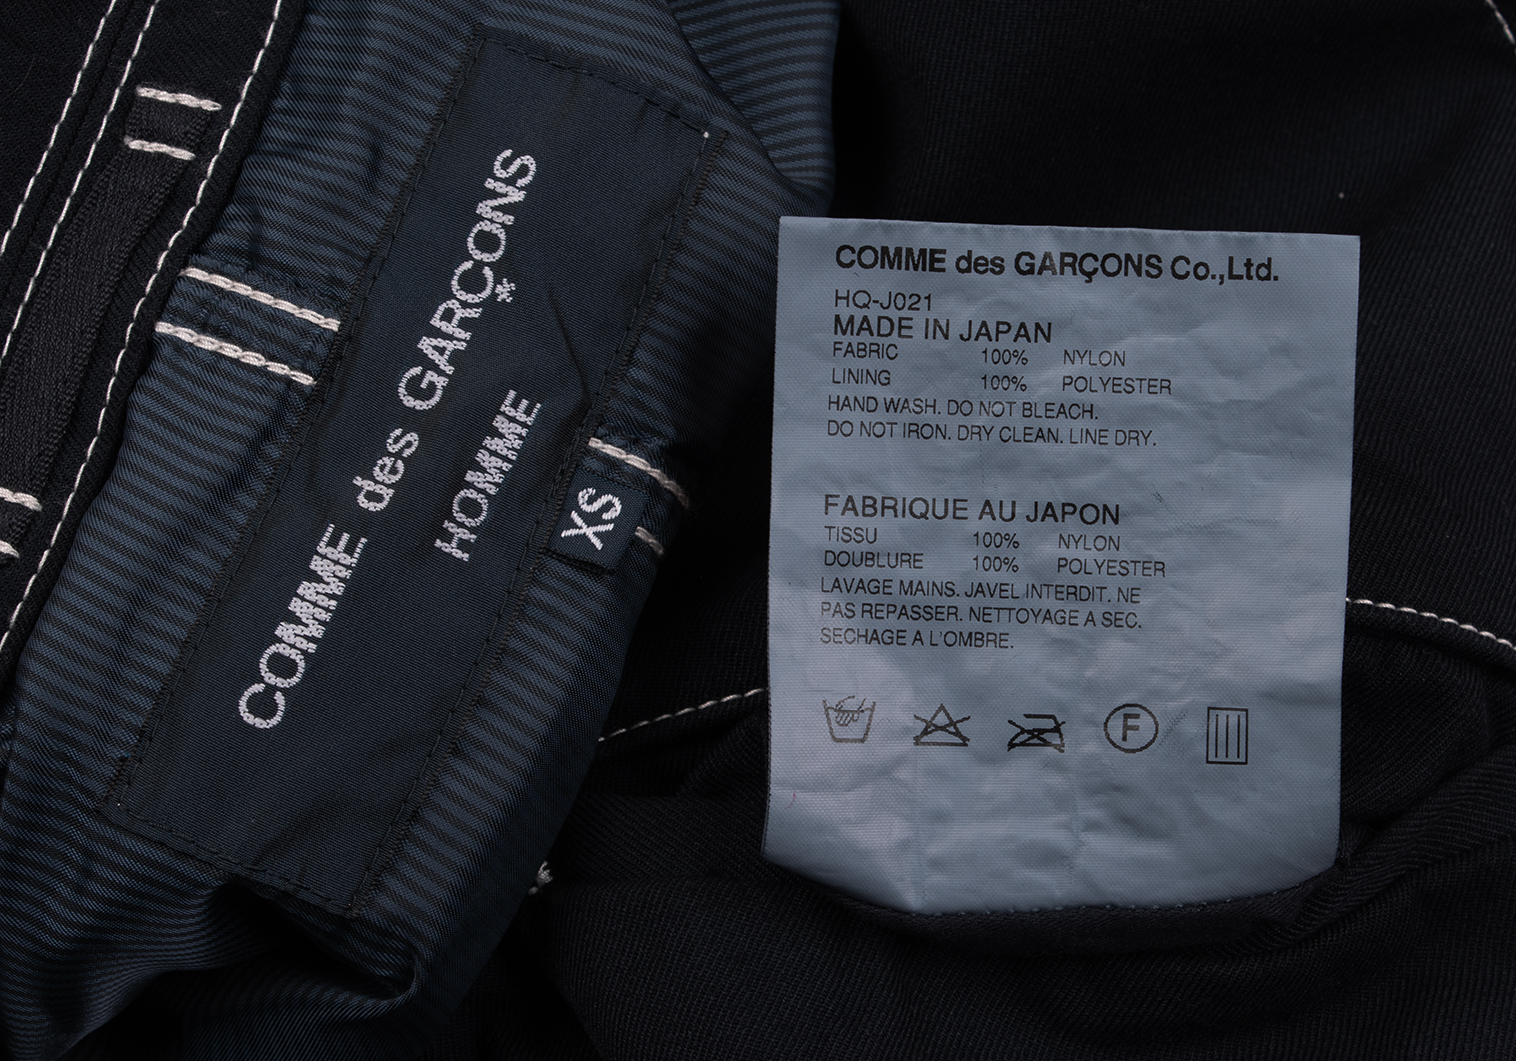 COMME des GARÇONS
HOMME
XS
COMME des GARÇONS Co.,Ltd.
HQ-J021
MADE IN JAPAN
FABRIC 100% NYLON
LINING 100% POLYESTER
HAND WASH. DO NOT BLEACH.
DO NOT IRON. DRY CLEAN. LINE DRY.
FABRIQUE AU JAPON
TISSU 100% NYLON
DOUBLURE 100% POLYESTER
LAVAGE MAINS. JAVEL INTERDIT. NE
PAS REPASSER. NETTOYAGE A SEC.
SECHAGE A L'OMBRE.
F